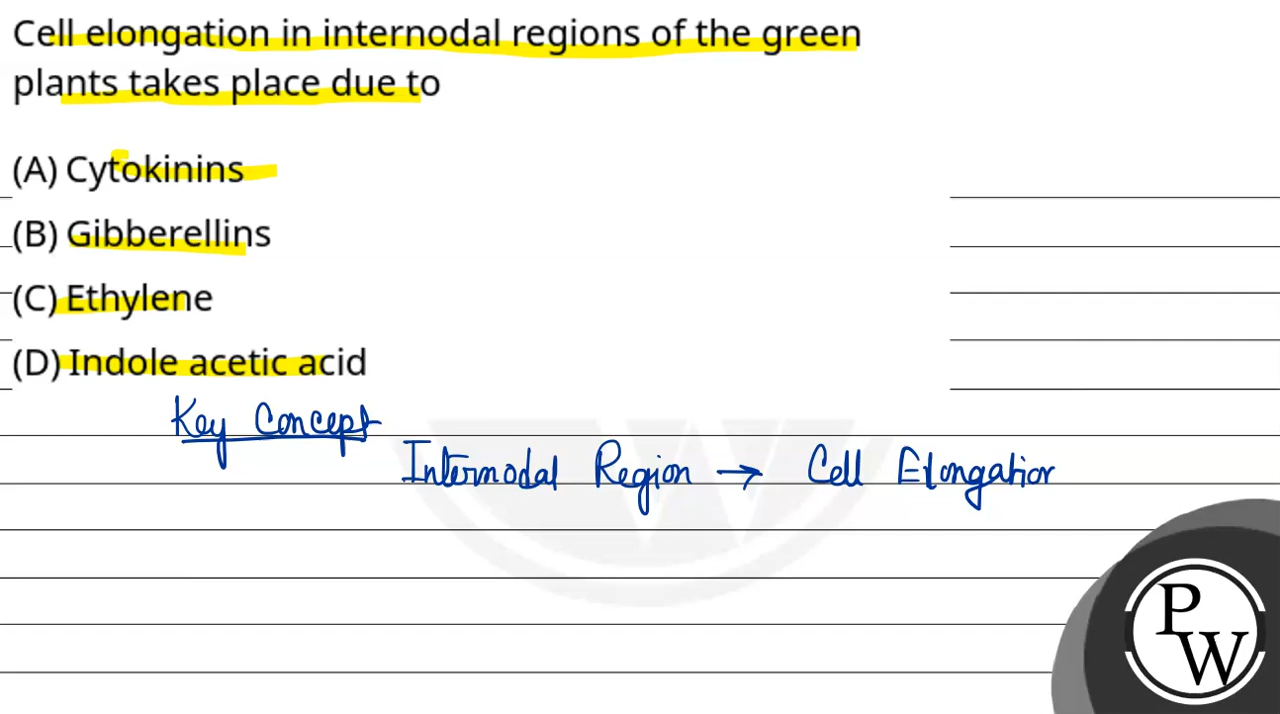 Cell elongation in internodal regions of the green
plants takes place due to
(A) Cytokinins
(B) Gibberellins
(C) Ethylene
(D) Indole acetic acid
Key Concept
Internodal Region → Cell Elongation
PW